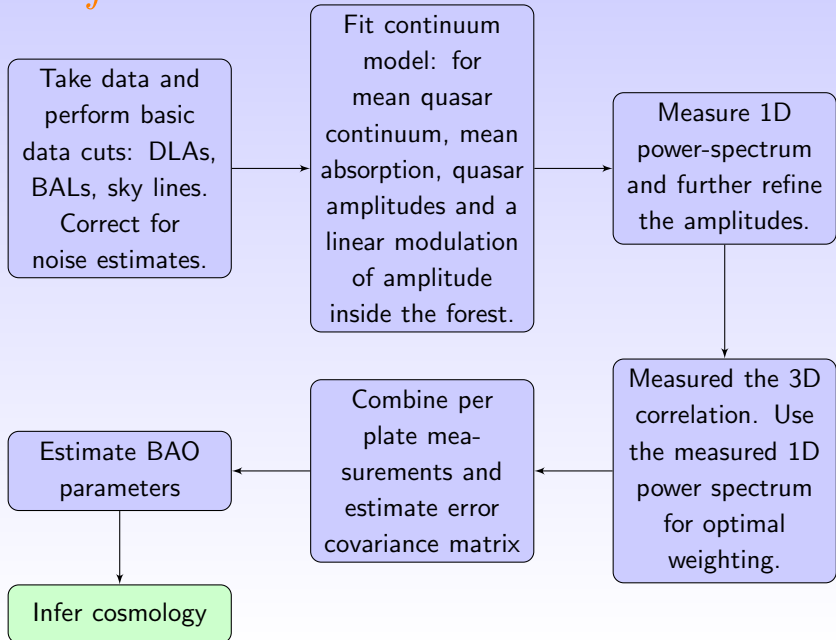 Take data and
perform basic
data cuts: DLAs,
BALs, sky lines.
Correct for
noise estimates.
Fit continuum
model: for
mean quasar
continuum, mean
absorption, quasar
amplitudes and a
linear modulation
of amplitude
inside the forest.
Measure 1D
power-spectrum
and further refine
the amplitudes.
Measured the 3D
correlation. Use
the measured 1D
power spectrum
for optimal
weighting.
Combine per
plate mea-
surements and
estimate error
covariance matrix
Estimate BAO
parameters
Infer cosmology